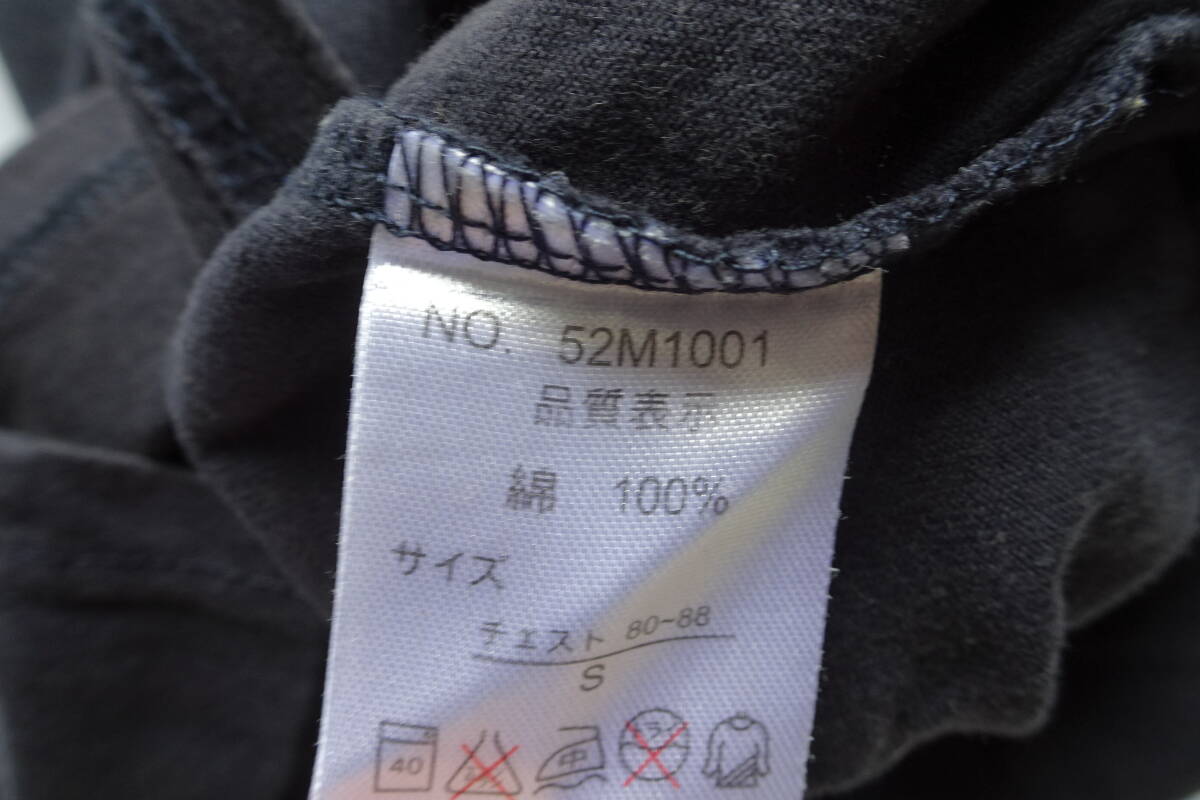 NO. 52M1001
品質表示
綿 100%
サイズ
チェスト 80-88
S
40 中